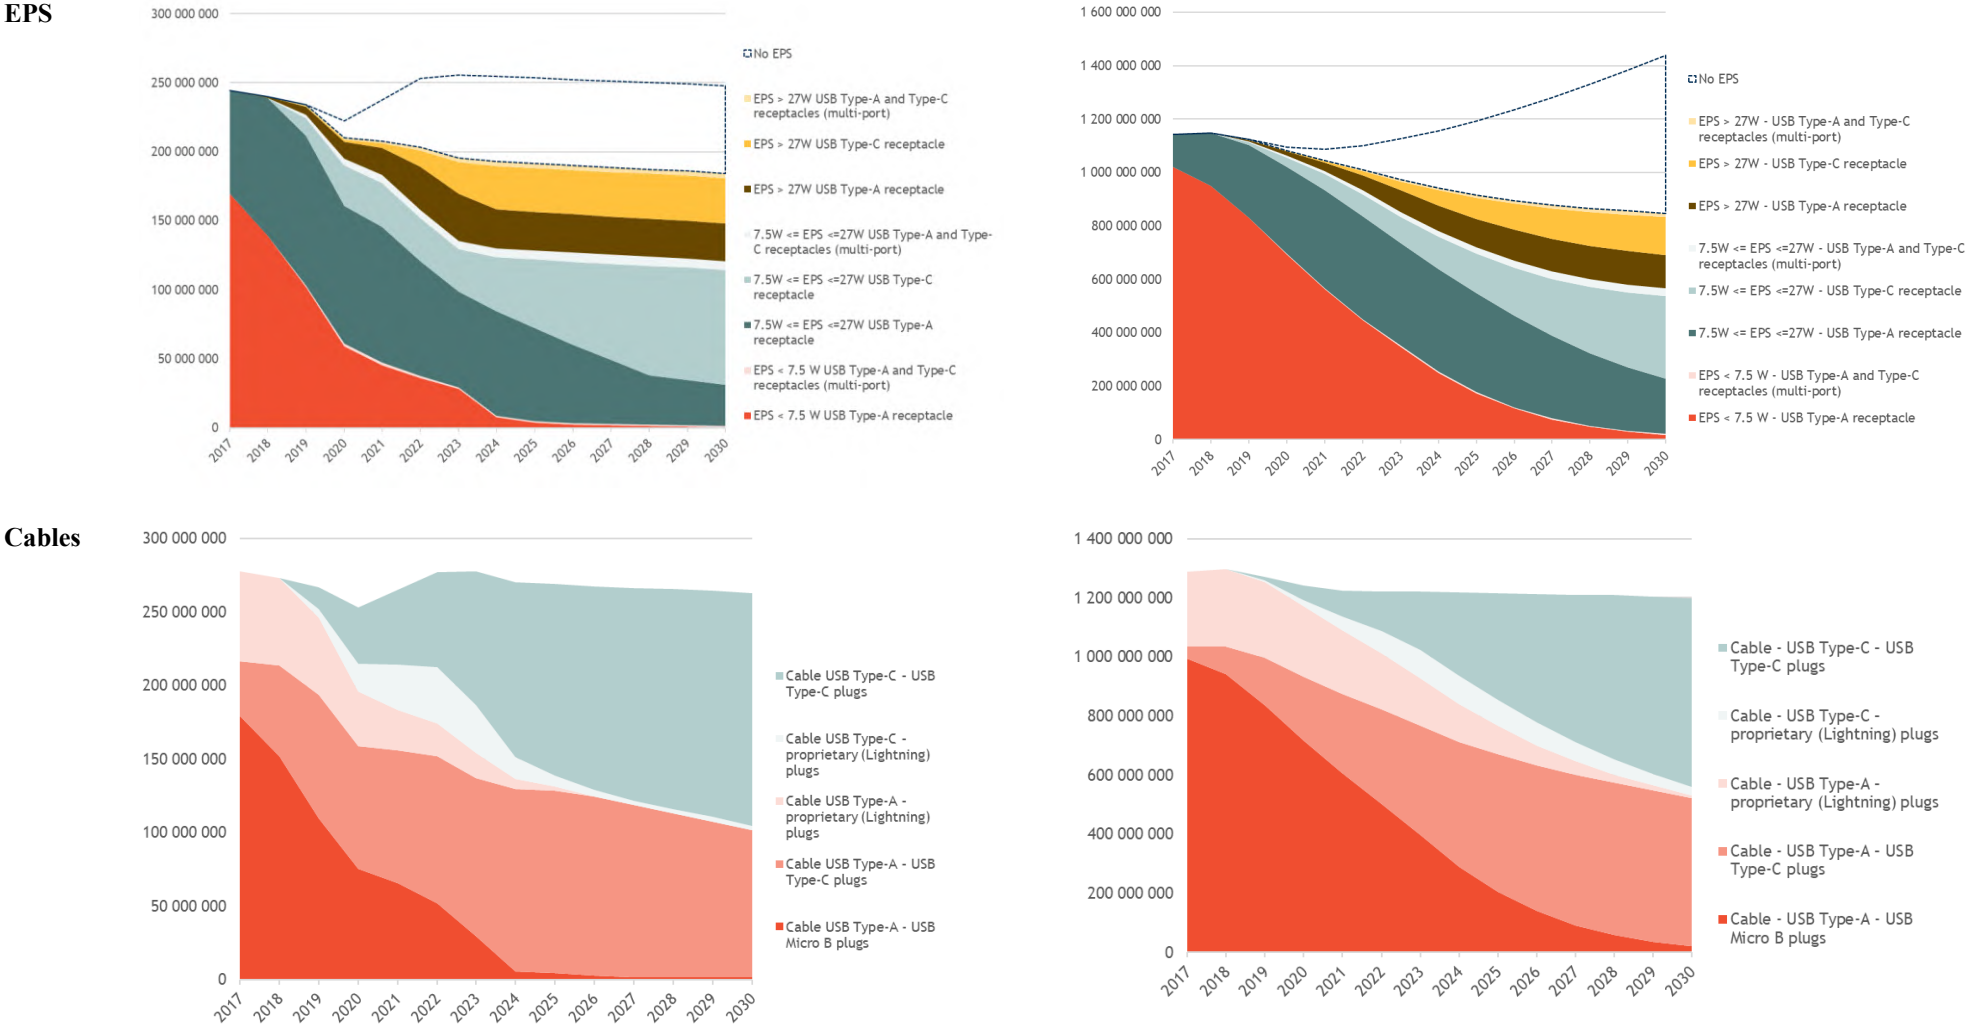 EPS
300 000 000
250 000 000
200 000 000
150 000 000
100 000 000
50 000 000
0
2017
2018
2019
2020
2021
2022
2023
2024
2025
2026
2027
2028
2029
2030
No EPS
EPS > 27W USB Type-A and Type-C
receptacles (multi-port)
EPS > 27W USB Type-C receptacle
EPS > 27W USB Type-A receptacle
7.5W <= EPS <=27W USB Type-A and Type-
C receptacles (multi-port)
7.5W <= EPS <=27W USB Type-C
receptacle
7.5W <= EPS <=27W USB Type-A
receptacle
EPS < 7.5 W USB Type-A and Type-C
receptacles (multi-port)
EPS < 7.5 W USB Type-A receptacle
1 600 000 000
1 400 000 000
1 200 000 000
1 000 000 000
800 000 000
600 000 000
400 000 000
200 000 000
0
2017
2018
2019
2020
2021
2022
2023
2024
2025
2026
2027
2028
2029
2030
No EPS
EPS > 27W - USB Type-A and Type-C
receptacles (multi-port)
EPS > 27W - USB Type-C receptacle
EPS > 27W - USB Type-A receptacle
7.5W <= EPS <=27W - USB Type-A and Type-C
receptacles (multi-port)
7.5W <= EPS <=27W - USB Type-C receptacle
7.5W <= EPS <=27W - USB Type-A receptacle
EPS < 7.5 W - USB Type-A and Type-C
receptacles (multi-port)
EPS < 7.5 W - USB Type-A receptacle
Cables
300 000 000
250 000 000
200 000 000
150 000 000
100 000 000
50 000 000
0
2017
2018
2019
2020
2021
2022
2023
2024
2025
2026
2027
2028
2029
2030
Cable USB Type-C - USB
Type-C plugs
Cable USB Type-C -
proprietary (Lightning)
plugs
Cable USB Type-A -
proprietary (Lightning)
plugs
Cable USB Type-A - USB
Type-C plugs
Cable USB Type-A - USB
Micro B plugs
1 400 000 000
1 200 000 000
1 000 000 000
800 000 000
600 000 000
400 000 000
200 000 000
0
2017
2018
2019
2020
2021
2022
2023
2024
2025
2026
2027
2028
2029
2030
Cable - USB Type-C - USB
Type-C plugs
Cable - USB Type-C -
proprietary (Lightning) plugs
Cable - USB Type-A -
proprietary (Lightning) plugs
Cable - USB Type-A - USB
Type-C plugs
Cable - USB Type-A - USB
Micro B plugs